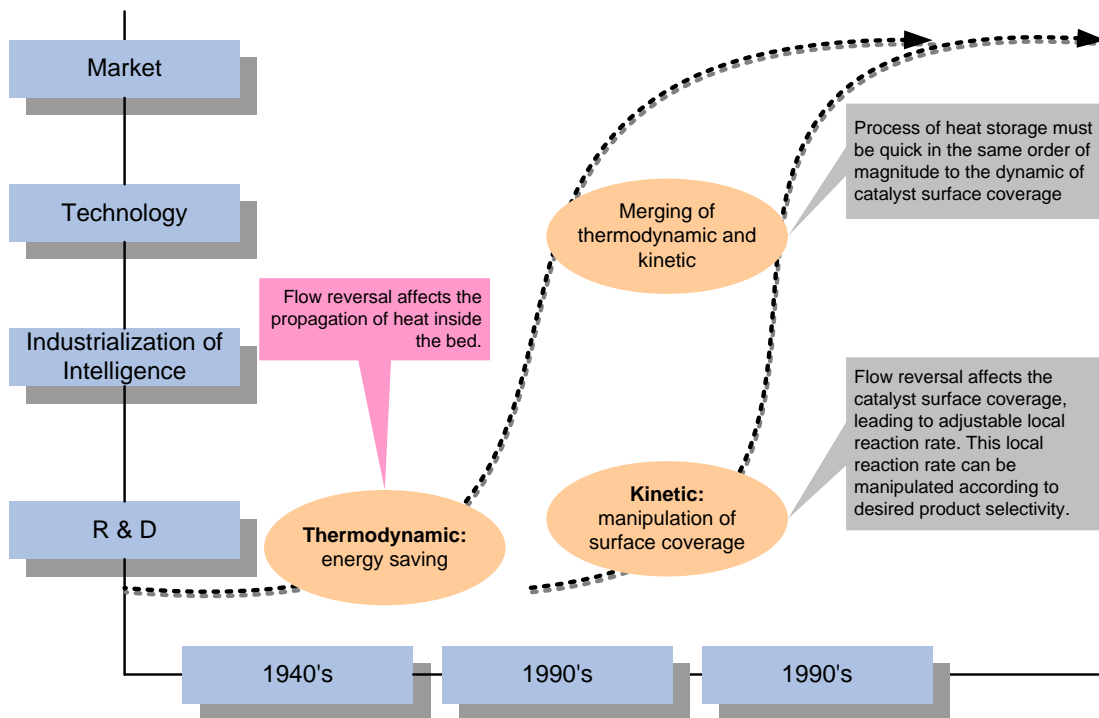 Market
Technology
Industrialization of
Intelligence
R & D
Process of heat storage must
be quick in the same order of
magnitude to the dynamic of
catalyst surface coverage
Merging of
thermodynamic and
kinetic
Flow reversal affects the
propagation of heat inside
the bed.
Flow reversal affects the
catalyst surface coverage,
leading to adjustable local
reaction rate. This local
reaction rate can be
manipulated according to
desired product selectivity.
Thermodynamic:
energy saving
Kinetic:
manipulation of
surface coverage
1940's
1990's
1990's